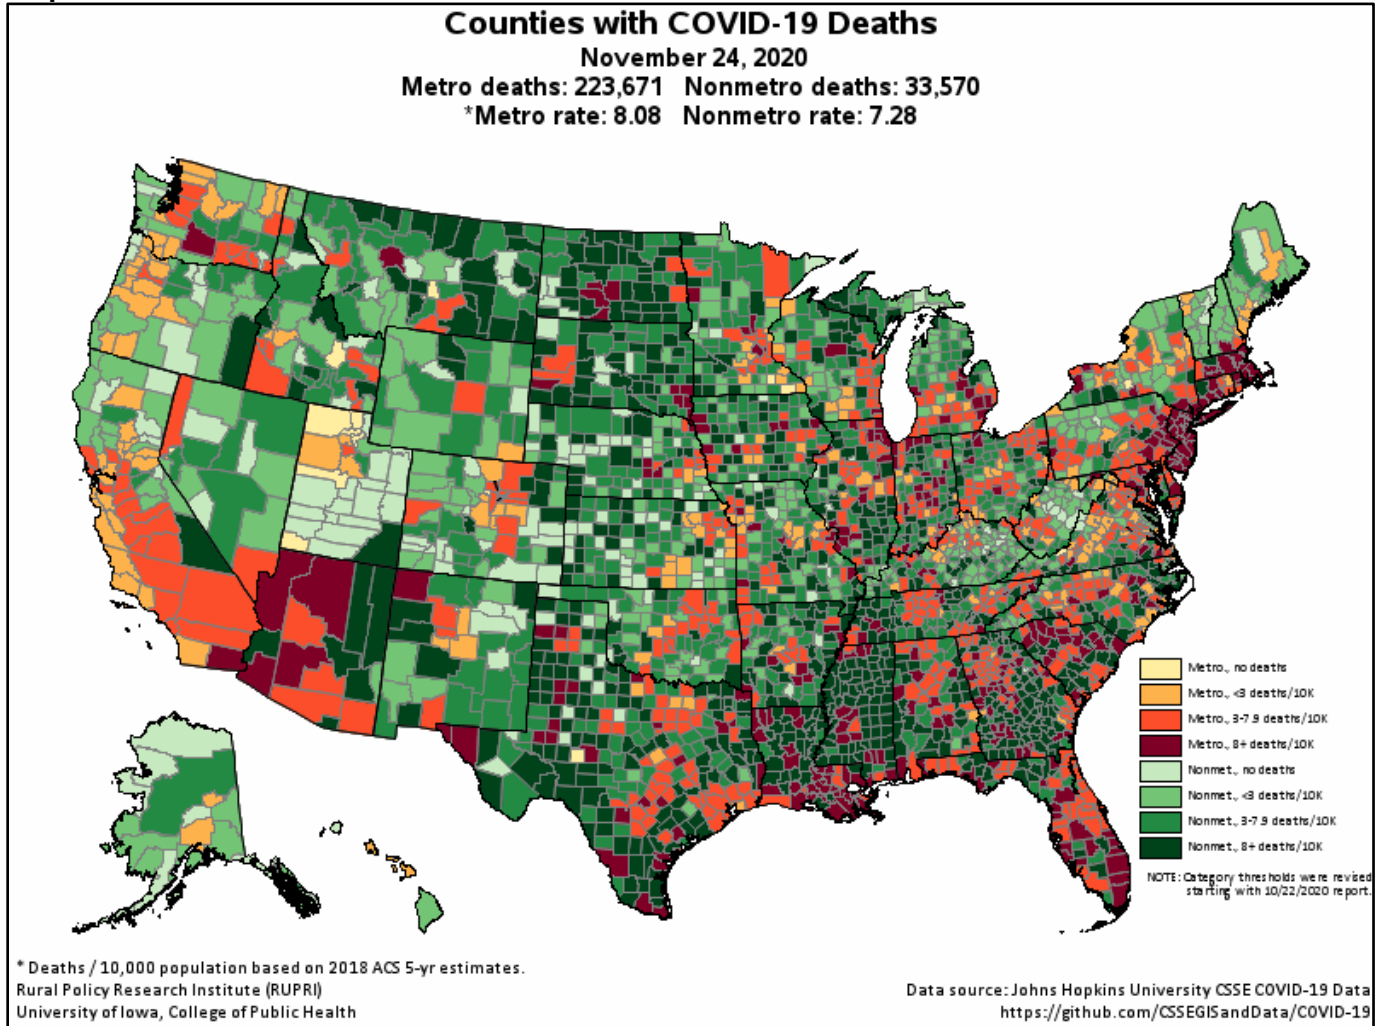 Counties with COVID-19 Deaths
November 24, 2020
Metro deaths: 223,671 Nonmetro deaths: 33,570
*Metro rate: 8.08 Nonmetro rate: 7.28
Metro., no deaths
Metro., <3 deaths/10K
Metro., 3-7.9 deaths/10K
Metro., 8+ deaths/10K
Nonmet., no deaths
Nonmet., <3 deaths/10K
Nonmet., 3-7.9 deaths/10K
Nonmet., 8+ deaths/10K
NOTE: Category thresholds were revised
starting with 10/22/2020 report.
* Deaths / 10,000 population based on 2018 ACS 5-yr estimates.
Rural Policy Research Institute (RUPRI)
University of Iowa, College of Public Health
Data source: Johns Hopkins University CSSE COVID-19 Data
https://github.com/CSSEGISandData/COVID-19